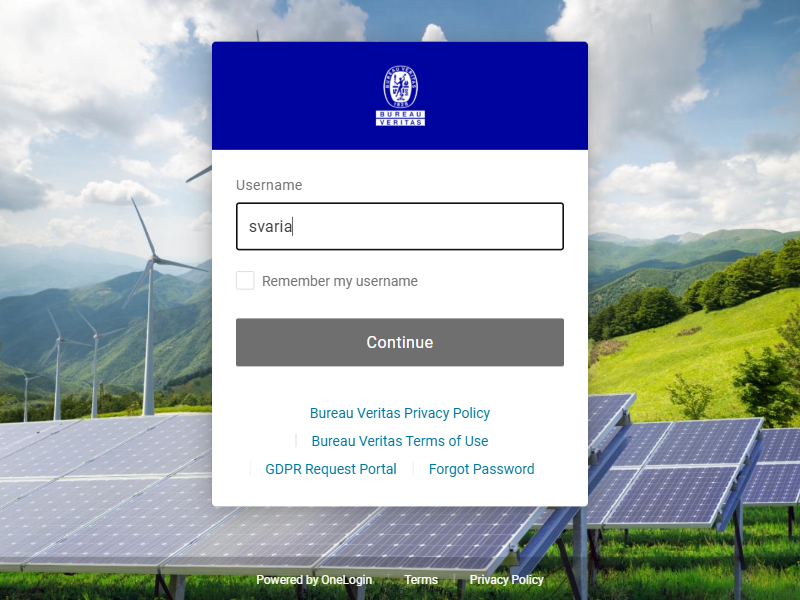 BUREAU VERITAS
1828
BUREAU
VERITAS
Username
svaria
Remember my username
Continue
Bureau Veritas Privacy Policy
Bureau Veritas Terms of Use
GDPR Request Portal
Forgot Password
Powered by OneLogin
Terms
Privacy Policy